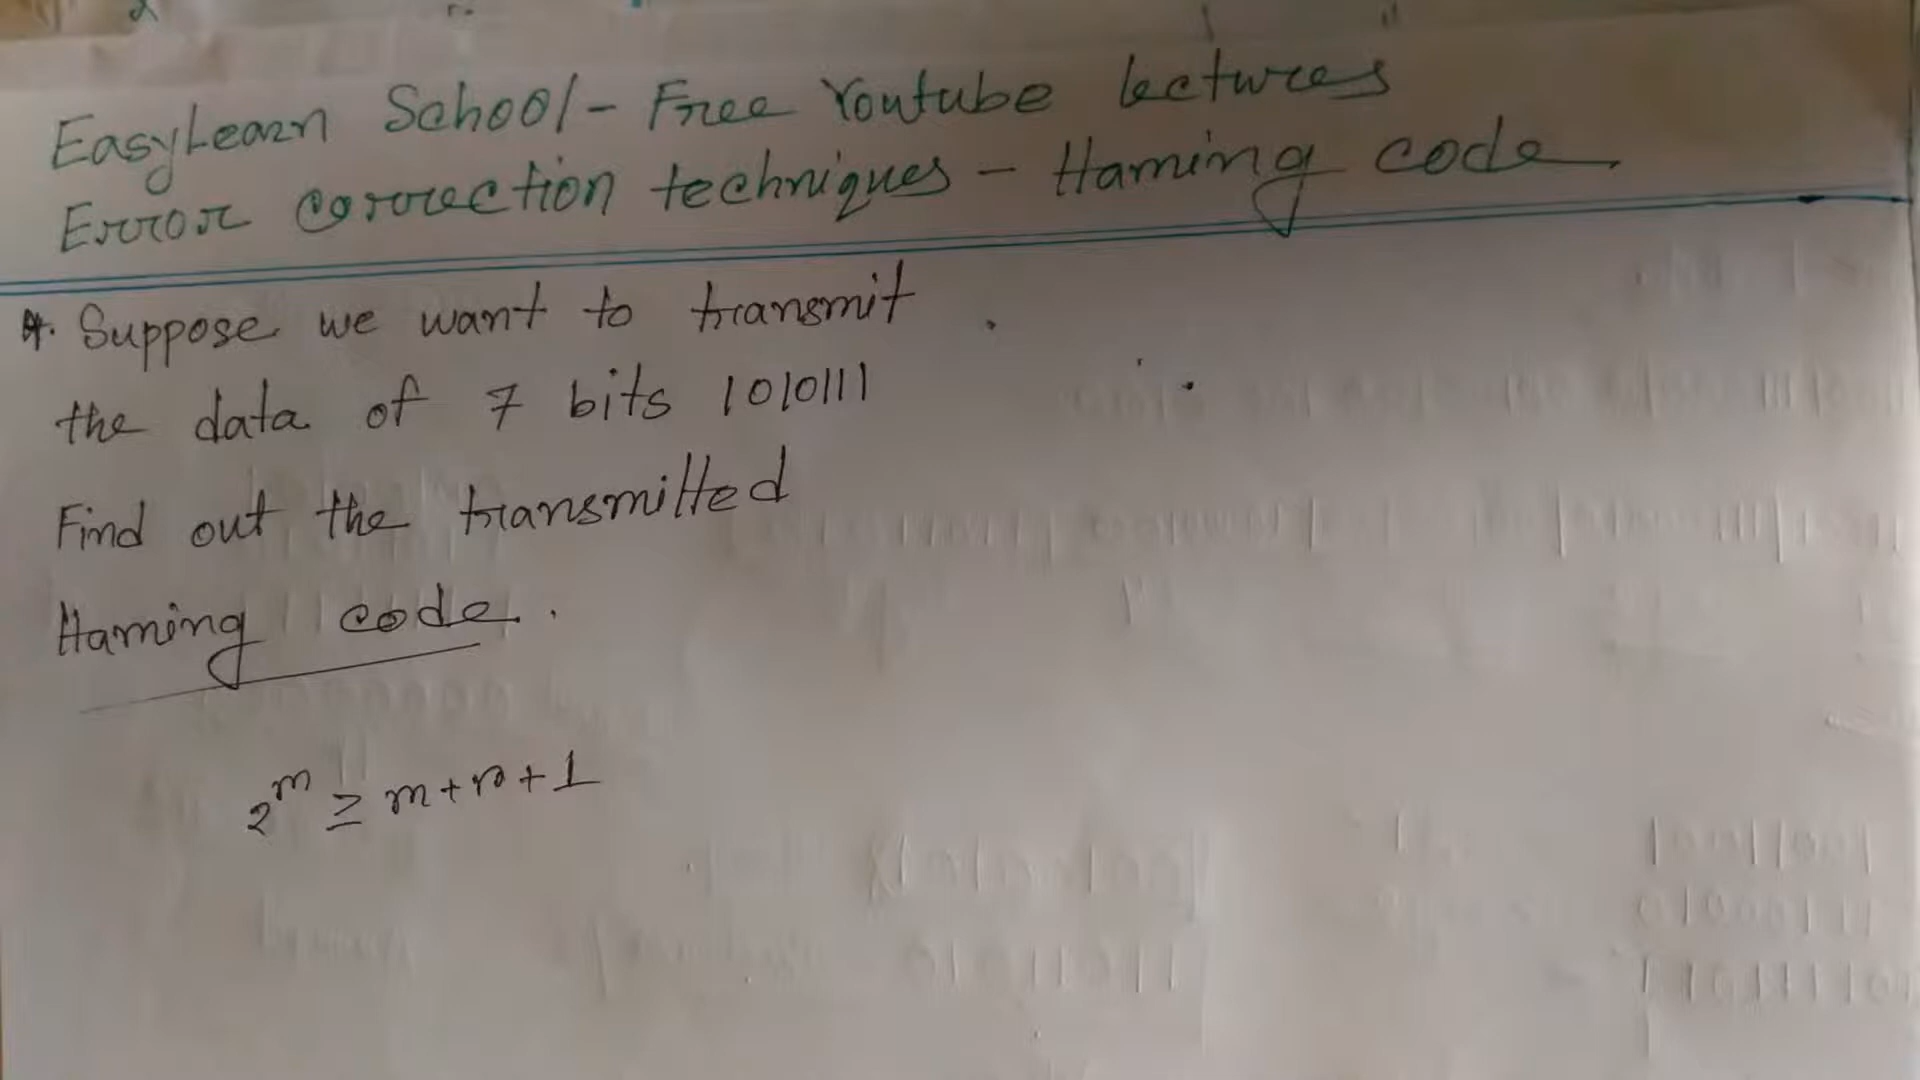 EasyLearn School - Free Youtube lectures
Error correction techniques - Haming code
Suppose we want to transmit
the data of 7 bits 1010111
Find out the transmitted
Haming code.
2^m ≥ m+n+1